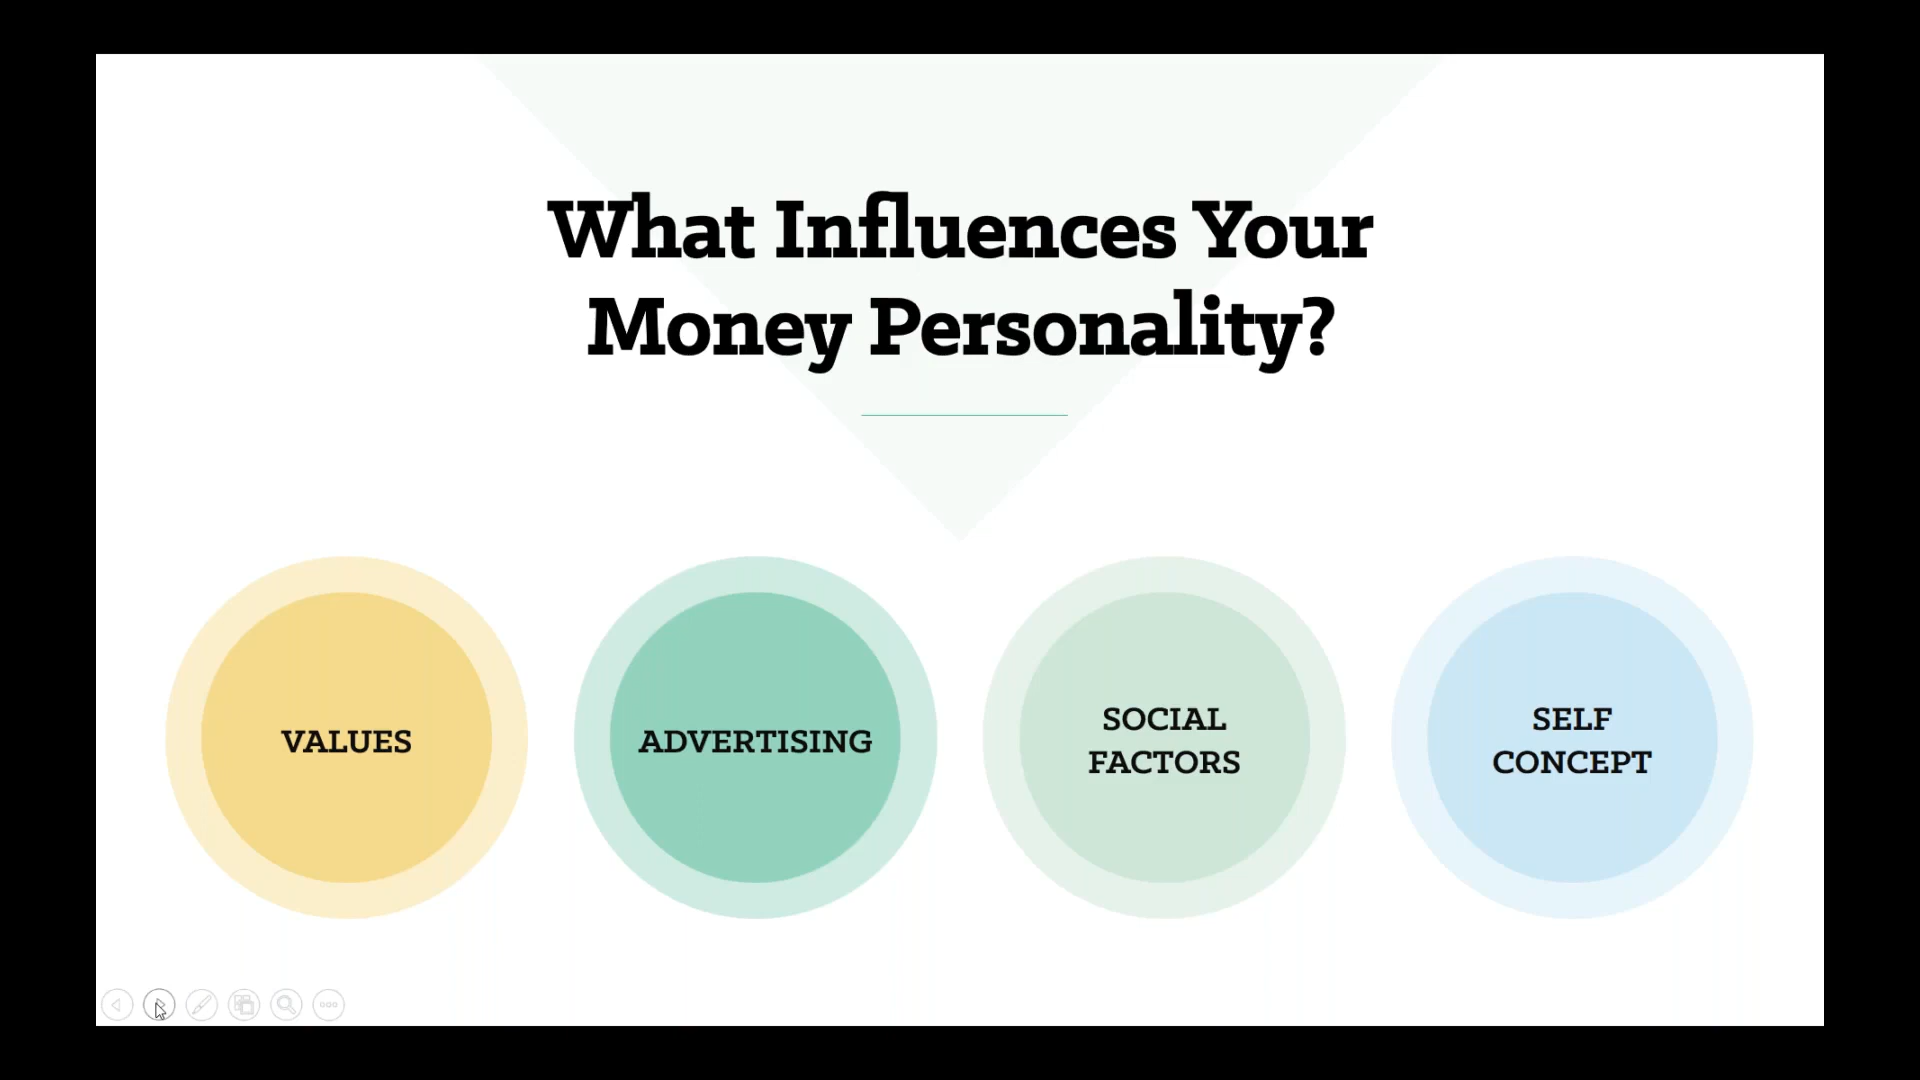 What Influences Your
Money Personality?
VALUES
ADVERTISING
SOCIAL
FACTORS
SELF
CONCEPT